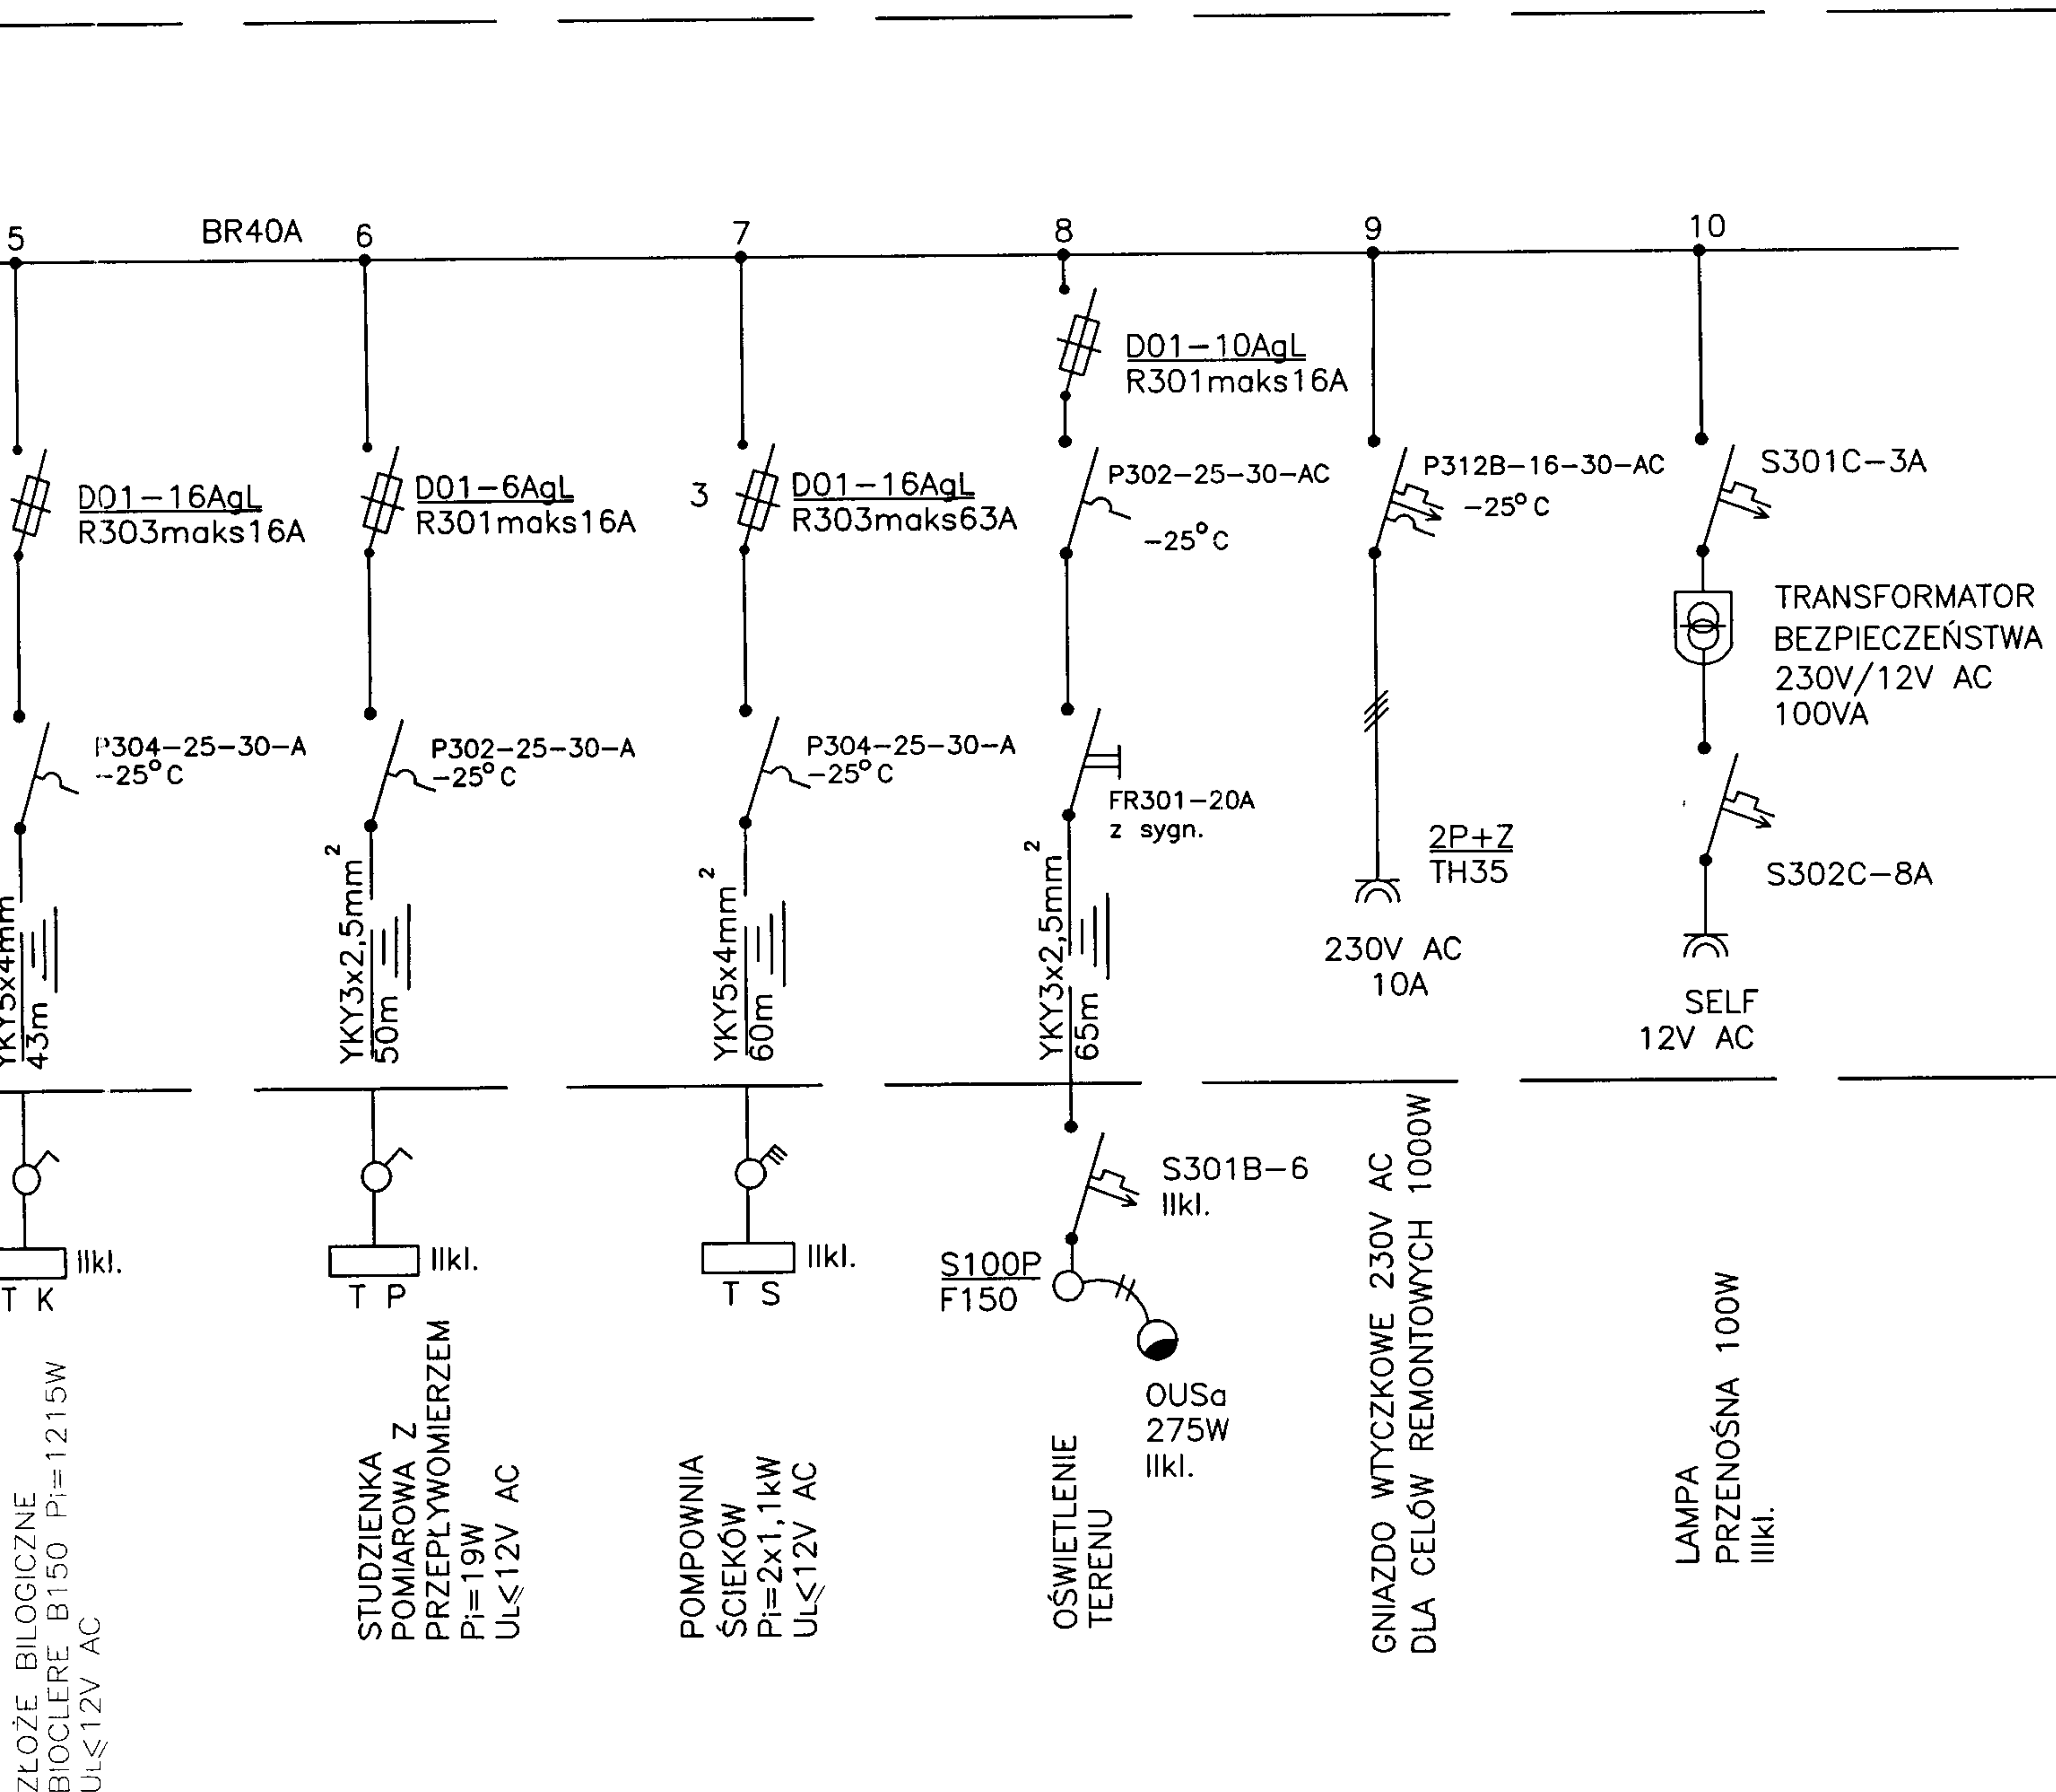 5
BR40A
6
7
8
9
10
D01-16AgL
R303maks16A
P304-25-30-A
-25°C
YKY5x4mm
43m
IIkl.
T K
ZŁOŻE BILOGICZNE
BIOCLERE B150 Pi=1215W
UL≤12V AC
D01-6AgL
R301maks16A
P302-25-30-A
-25°C
YKY3x2,5mm²
50m
IIkl.
T P
STUDZIENKA
POMIAROWA Z
PRZEPŁYWOMIERZEM
Pi=19W
UL≤12V AC
3
D01-16AgL
R303maks63A
P304-25-30-A
-25°C
YKY5x4mm²
60m
IIkl.
T S
POMPOWNIA
ŚCIEKÓW
Pi=2x1,1kW
UL≤12V AC
D01-10AgL
R301maks16A
P302-25-30-AC
-25°C
FR301-20A
z sygn.
YKY3x2,5mm²
65m
S301B-6
IIkl.
S100P
F150
OUSa
275W
IIkl.
OŚWIETLENIE
TERENU
P312B-16-30-AC
-25°C
2P+Z
TH35
230V AC
10A
GNIAZDO WTYCZKOWE 230V AC
DLA CELÓW REMONTOWYCH 1000W
S301C-3A
TRANSFORMATOR
BEZPIECZEŃSTWA
230V/12V AC
100VA
S302C-8A
SELF
12V AC
LAMPA
PRZENOŚNA 100W
IIIkl.